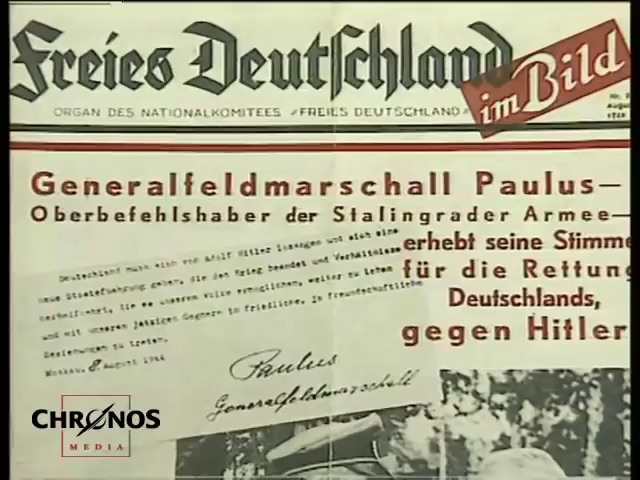 Freies Deutschland
im Bild
ORGAN DES NATIONALKOMITEES »FREIES DEUTSCHLAND«
Generalfeldmarschall Paulus—
Oberbefehlshaber der Stalingrader Armee—
erhebt seine Stimme
für die Rettung
Deutschlands,
gegen Hitler
Deutschland muss sich von Adolf Hitler lossagen und sich eine
neue Staatsfuehrung geben, die den Krieg beendet und Verhältnisse
herbeifuehrt, die es unserem Volke ermoeglichen, weiter zu leben
und mit unseren jetzigen Gegnern in friedliche, ja freundschaftliche
Beziehungen zu treten.
Moskau, 8. August 1944
Paulus
Generalfeldmarschall
CHRONOS
MEDIA